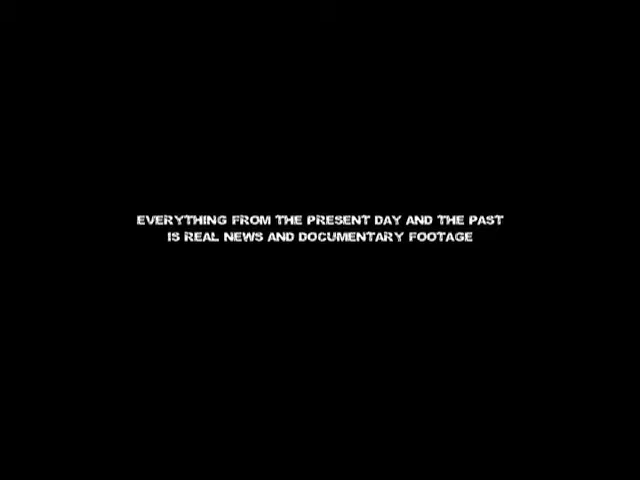 EVERYTHING FROM THE PRESENT DAY AND THE PAST
IS REAL NEWS AND DOCUMENTARY FOOTAGE